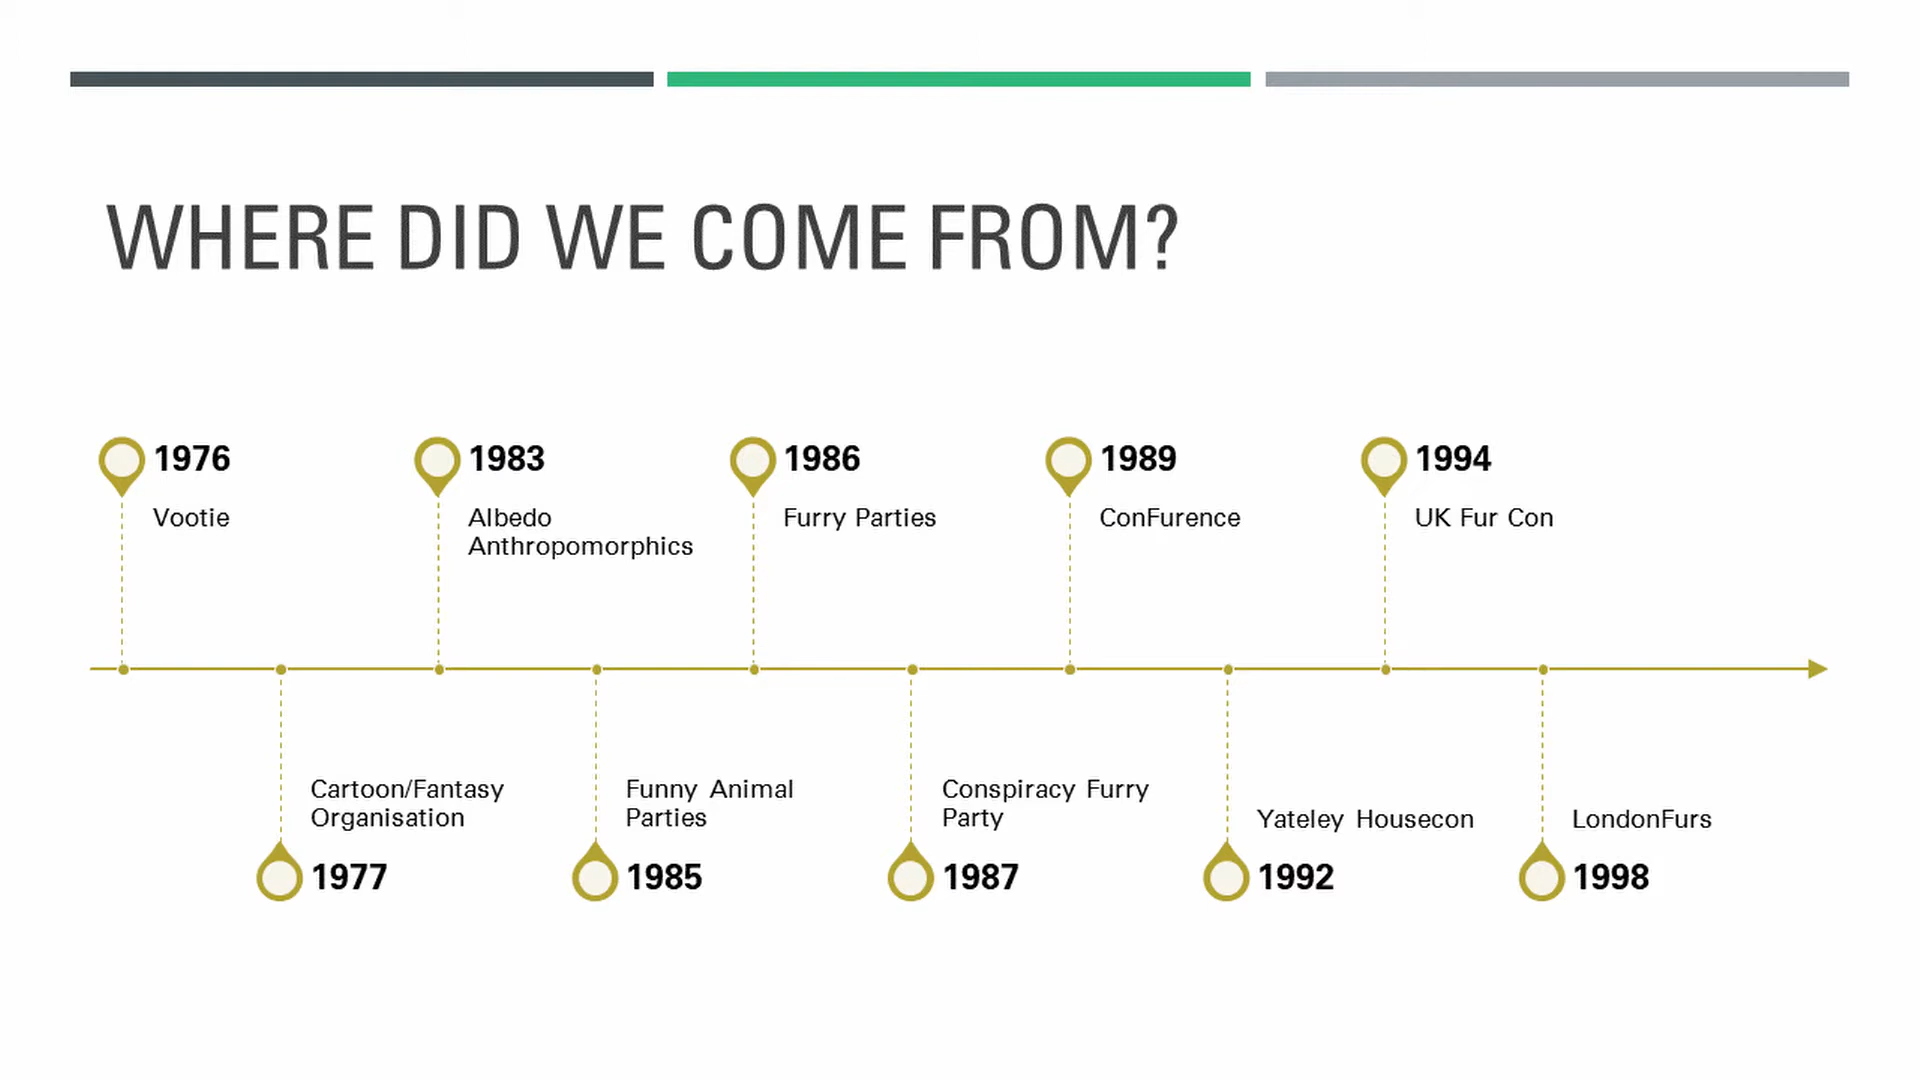 WHERE DID WE COME FROM?
1976
Vootie
1983
Albedo
Anthropomorphics
1986
Furry Parties
1989
ConFurence
1994
UK Fur Con
Cartoon/Fantasy
Organisation
1977
Funny Animal
Parties
1985
Conspiracy Furry
Party
1987
Yateley Housecon
1992
LondonFurs
1998